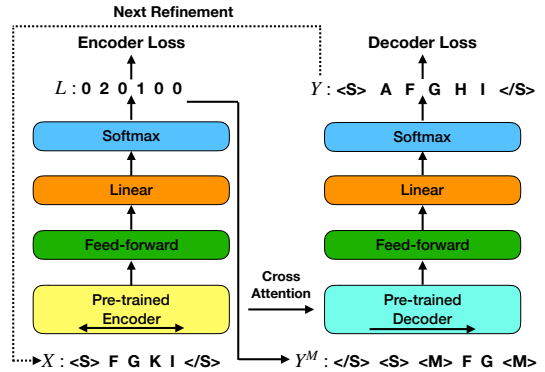 Next Refinement
Encoder Loss
Decoder Loss
L : 0 2 0 1 0 0
Y : <S> A F G H I </S>
Softmax
Softmax
Linear
Linear
Feed-forward
Feed-forward
Pre-trained
Encoder
Cross
Attention
Pre-trained
Decoder
X : <S> F G K I </S>
Y^M : </S> <S> <M> F G <M>